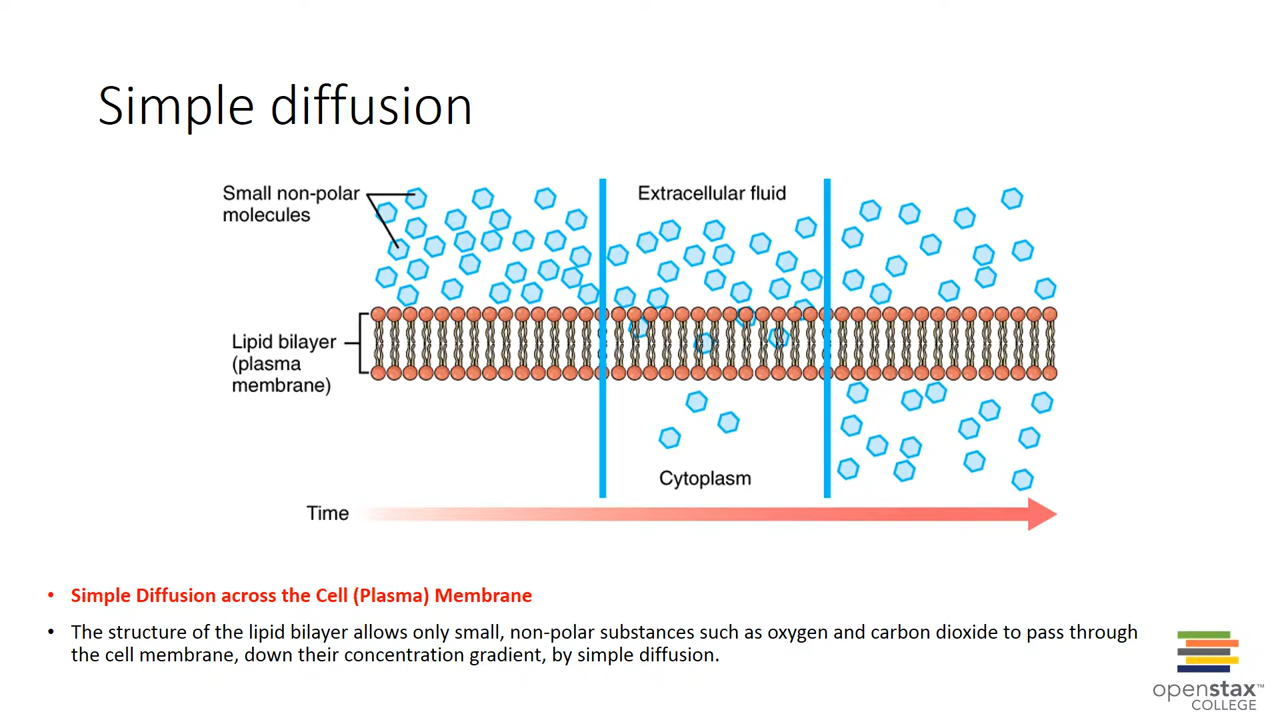 Simple diffusion
Small non-polar
molecules
Extracellular fluid
Lipid bilayer
(plasma
membrane)
Cytoplasm
Time
• Simple Diffusion across the Cell (Plasma) Membrane
• The structure of the lipid bilayer allows only small, non-polar substances such as oxygen and carbon dioxide to pass through
the cell membrane, down their concentration gradient, by simple diffusion.
openstax™
COLLEGE